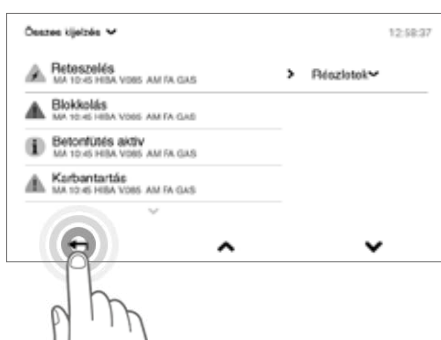 Összes kijelzés
12:58:37
Reteszelés
MA 10:45 HIBA V085 AM FA GAS
Részletek
Blokkolás
MA 10:45 HIBA V085 AM FA GAS
Betonfűtés aktív
MA 10:45 HIBA V085 AM FA GAS
Karbantartás
MA 10:45 HIBA V085 AM FA GAS